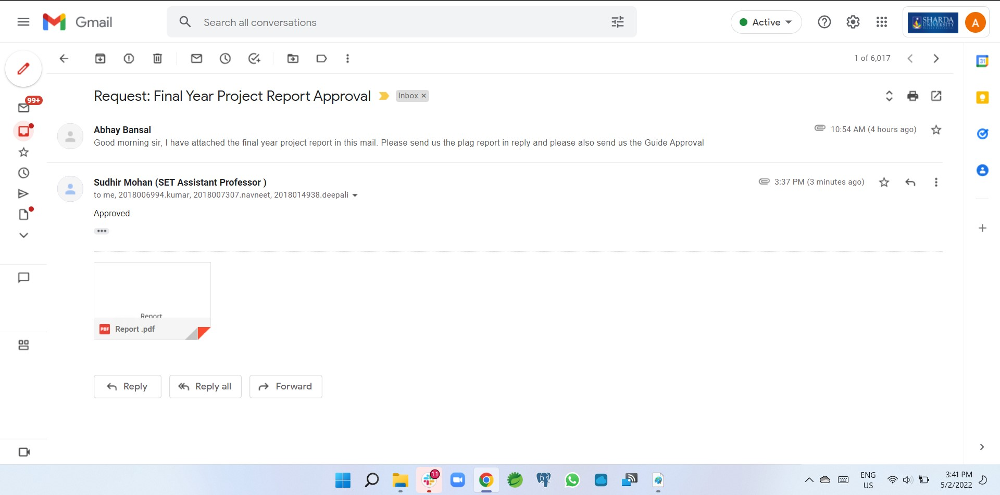 Gmail
Search all conversations
Active
SHARDA
UNIVERSITY
A
1 of 6,017
31
99+
Request: Final Year Project Report Approval
Inbox ×
Abhay Bansal
10:54 AM (4 hours ago)
Good morning sir, I have attached the final year project report in this mail. Please send us the plag report in reply and please also send us the Guide Approval
Sudhir Mohan (SET Assistant Professor )
3:37 PM (3 minutes ago)
to me, 2018006994.kumar, 2018007307.navneet, 2018014938.deepali
Approved.
Report
PDF
Report .pdf
Reply
Reply all
Forward
11
ENG
US
3:41 PM
5/2/2022